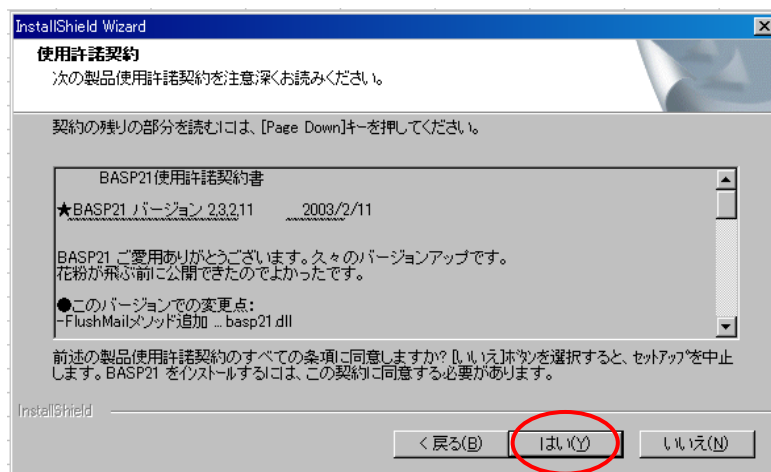 InstallShield Wizard
使用許諾契約
次の製品使用許諾契約を注意深くお読みください。
契約の残りの部分を読むには、[Page Down]キーを押してください。
BASP21使用許諾契約書
★BASP21 バージョン 2,3,2,11 2003/2/11
BASP21 ご愛用ありがとうございます。久々のバージョンアップです。
花粉が飛ぶ前に公開できたのでよかったです。
●このバージョンでの変更点:
-FlushMailメソッド追加 ... basp21.dll
前述の製品使用許諾契約のすべての条項に同意しますか? [いいえ]ボタンを選択すると、セットアップを中止
します。BASP21 をインストールするには、この契約に同意する必要があります。
InstallShield
< 戻る(B)
はい(Y)
いいえ(N)